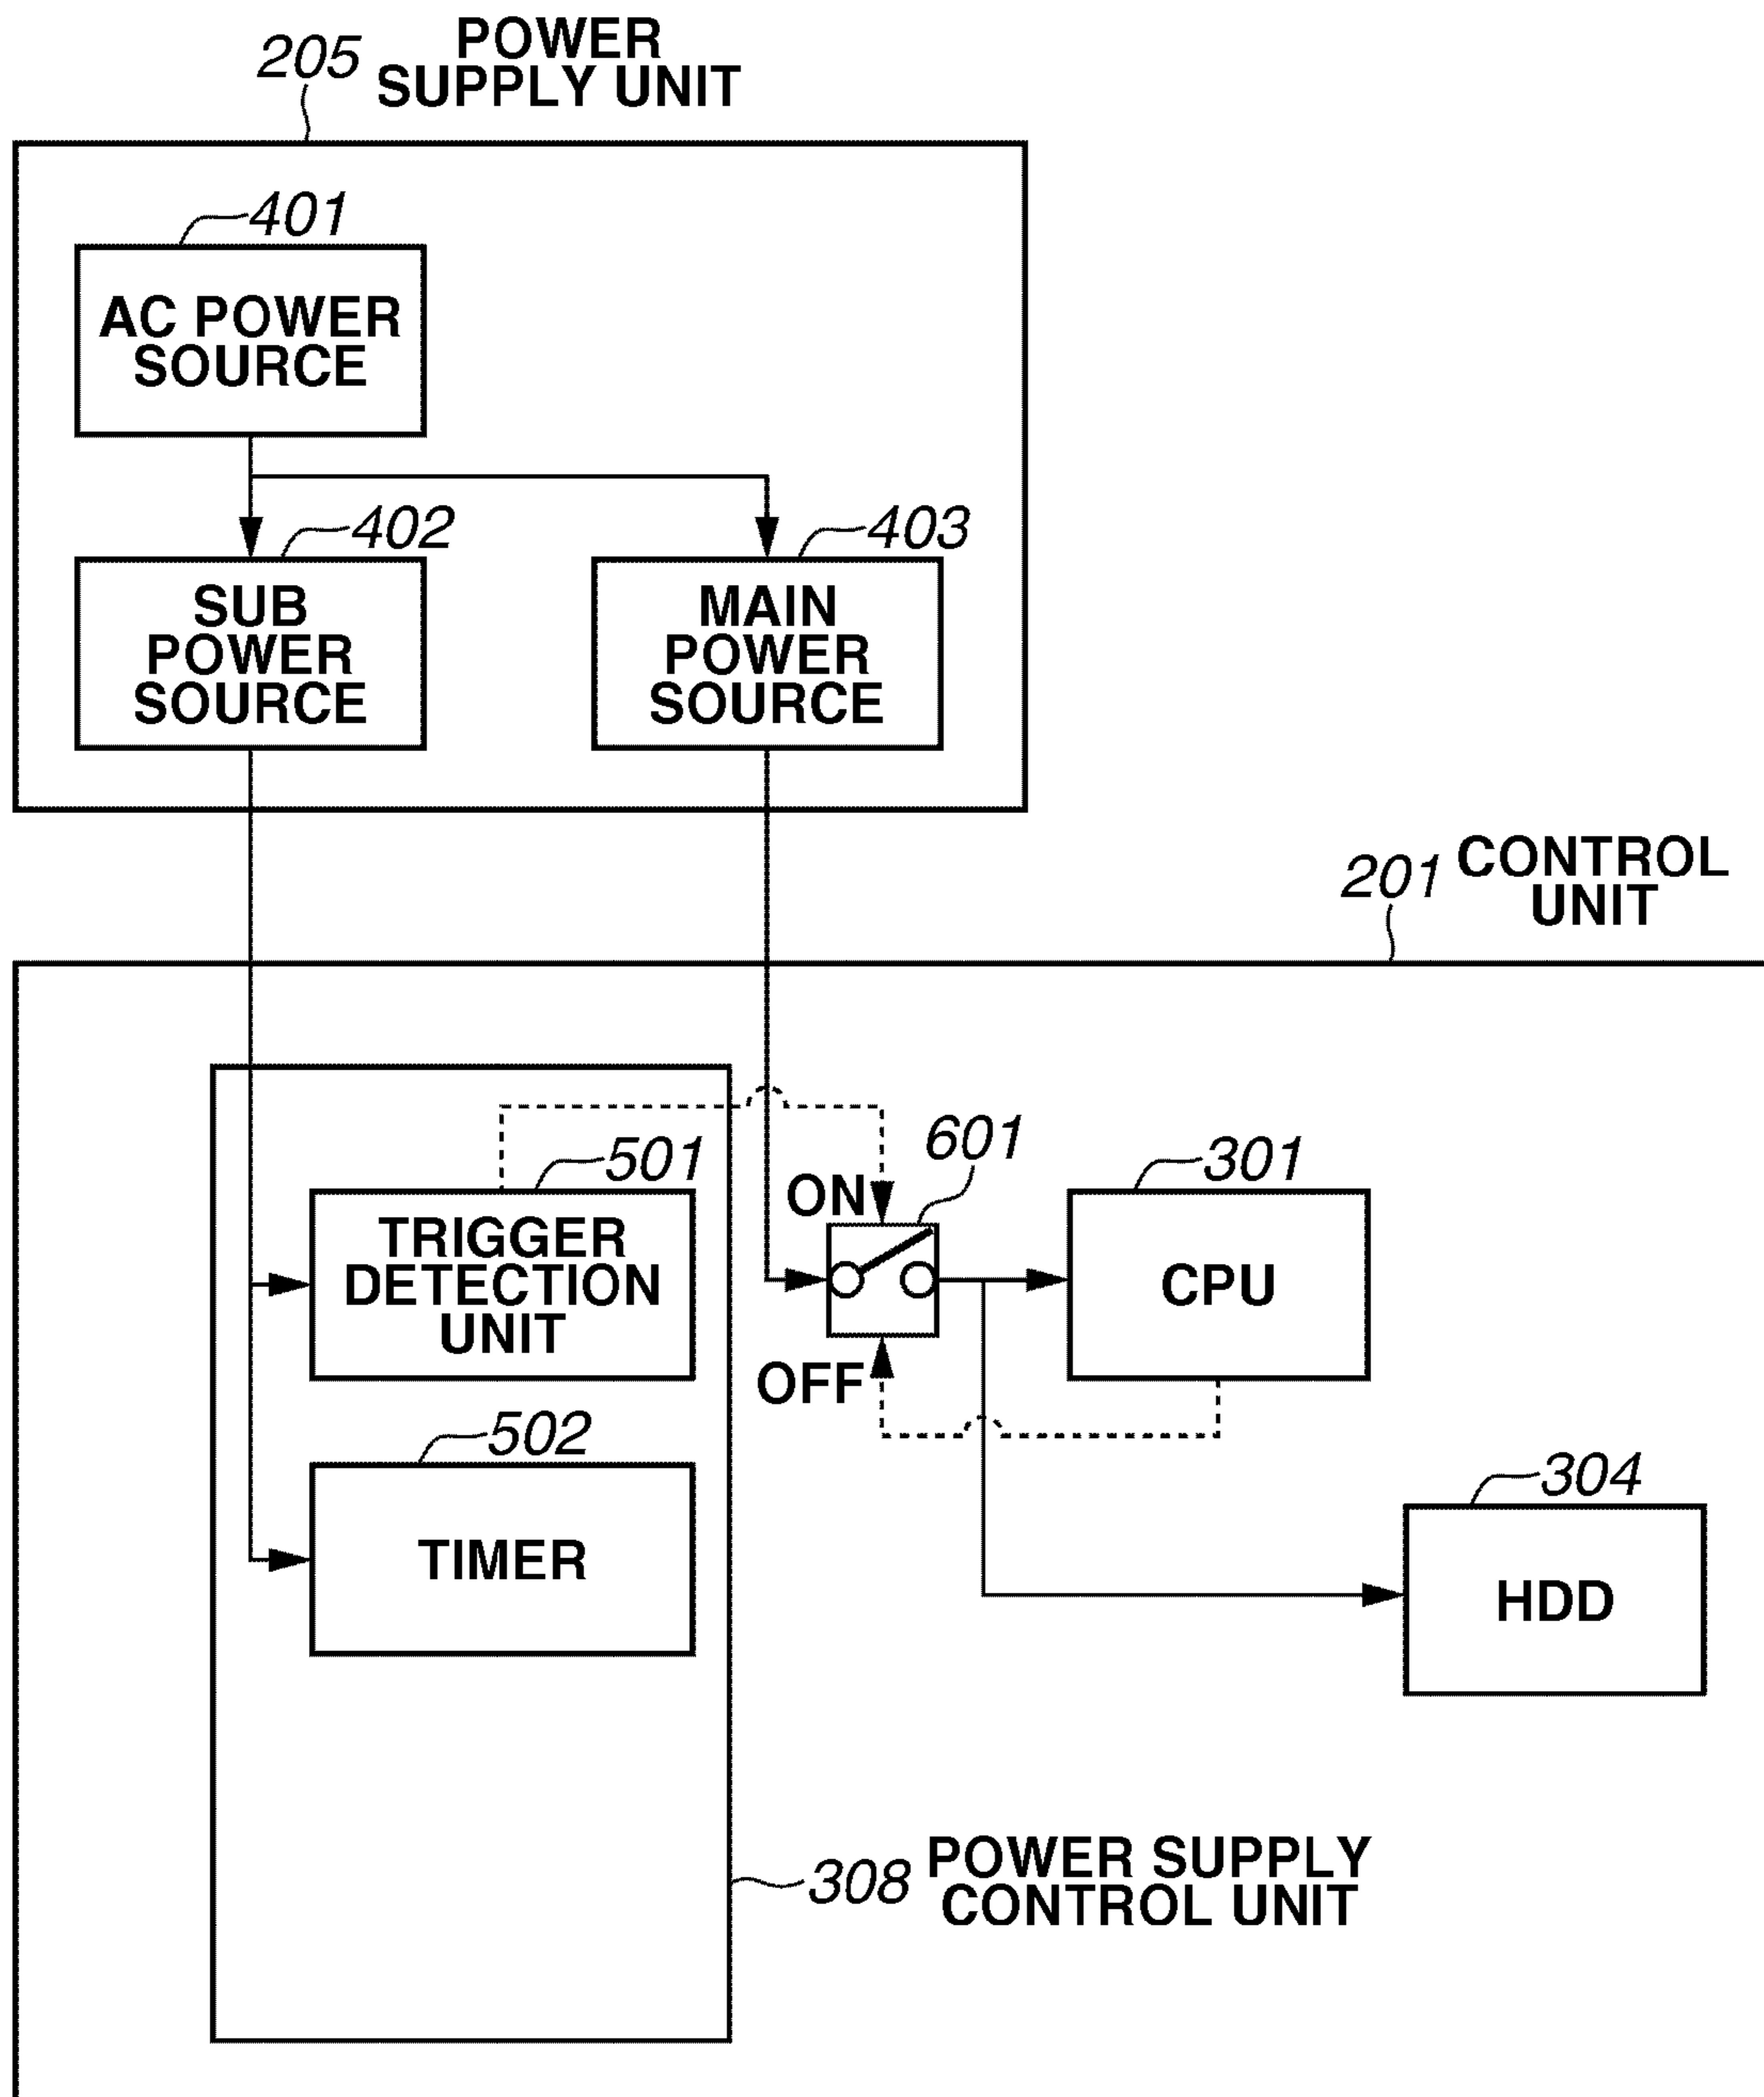 205
POWER
SUPPLY UNIT
401
AC POWER
SOURCE
402
SUB
POWER
SOURCE
403
MAIN
POWER
SOURCE
201
CONTROL
UNIT
501
TRIGGER
DETECTION
UNIT
ON
601
OFF
301
CPU
502
TIMER
304
HDD
308
POWER SUPPLY
CONTROL UNIT